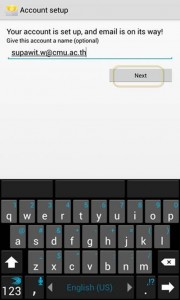 Account setup
Your account is set up, and email is on its way!
Give this account a name (optional)
supawit.w@cmu.ac.th
Next
q w e r t y u i o p
a s d f g h j k l
z x c v b n m
123 , English (US) .